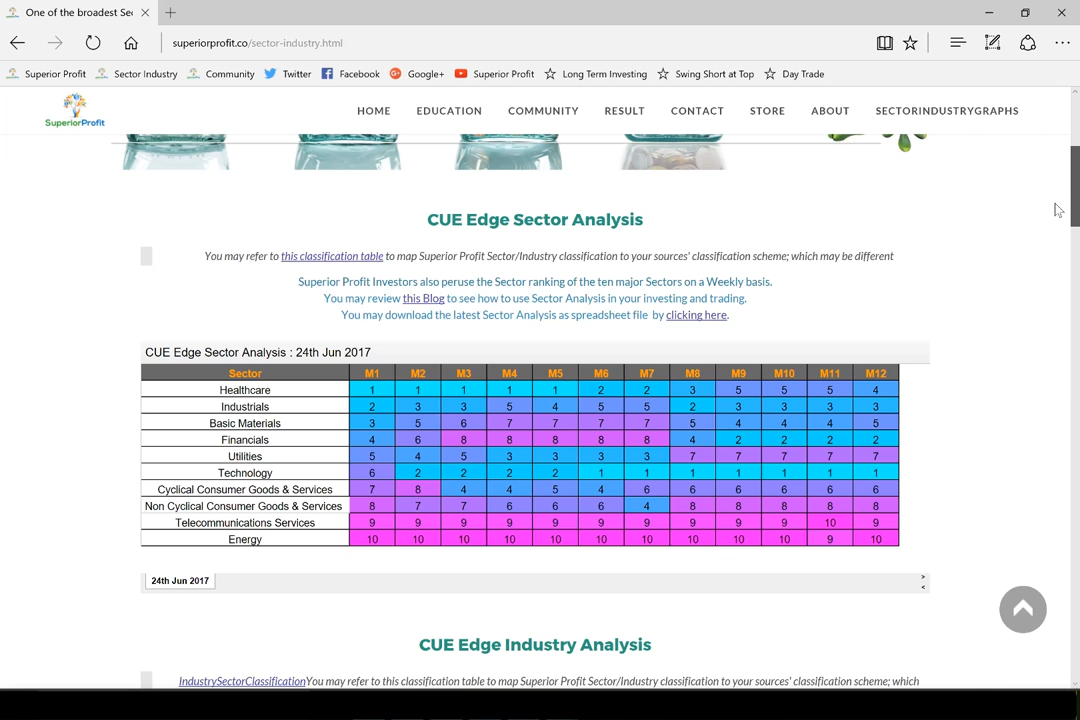 One of the broadest Sec
superiorprofit.co/sector-industry.html
Superior Profit Sector Industry Community Twitter Facebook Google+ Superior Profit Long Term Investing Swing Short at Top Day Trade
SuperiorProfit
HOME EDUCATION COMMUNITY RESULT CONTACT STORE ABOUT SECTORINDUSTRYGRAPHS
CUE Edge Sector Analysis
You may refer to this classification table to map Superior Profit Sector/Industry classification to your sources' classification scheme; which may be different
Superior Profit Investors also peruse the Sector ranking of the ten major Sectors on a Weekly basis.
You may review this Blog to see how to use Sector Analysis in your investing and trading.
You may download the latest Sector Analysis as spreadsheet file by clicking here.
CUE Edge Sector Analysis : 24th Jun 2017
Sector M1 M2 M3 M4 M5 M6 M7 M8 M9 M10 M11 M12
Healthcare 1 1 1 1 1 2 2 3 5 5 5 4
Industrials 2 3 3 5 4 5 5 2 3 3 3 3
Basic Materials 3 5 6 7 7 7 7 5 4 4 4 5
Financials 4 6 8 8 8 8 8 4 2 2 2 2
Utilities 5 4 5 3 3 3 3 7 7 7 7 7
Technology 6 2 2 2 2 1 1 1 1 1 1 1
Cyclical Consumer Goods & Services 7 8 4 4 5 4 6 6 6 6 6 6
Non Cyclical Consumer Goods & Services 8 7 7 6 6 6 4 8 8 8 8 8
Telecommunications Services 9 9 9 9 9 9 9 9 9 9 10 9
Energy 10 10 10 10 10 10 10 10 10 10 9 10
24th Jun 2017
CUE Edge Industry Analysis
IndustrySectorClassificationYou may refer to this classification table to map Superior Profit Sector/Industry classification to your sources' classification scheme; which